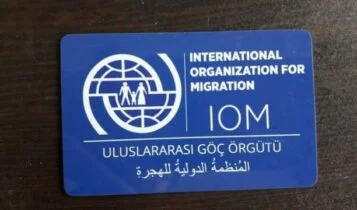 INTERNATIONAL
ORGANIZATION FOR
MIGRATION
IOM
ULUSLARARASI GÖÇ ÖRGÜTÜ
المُنظمةُ الدوليةُ للهجرةِ